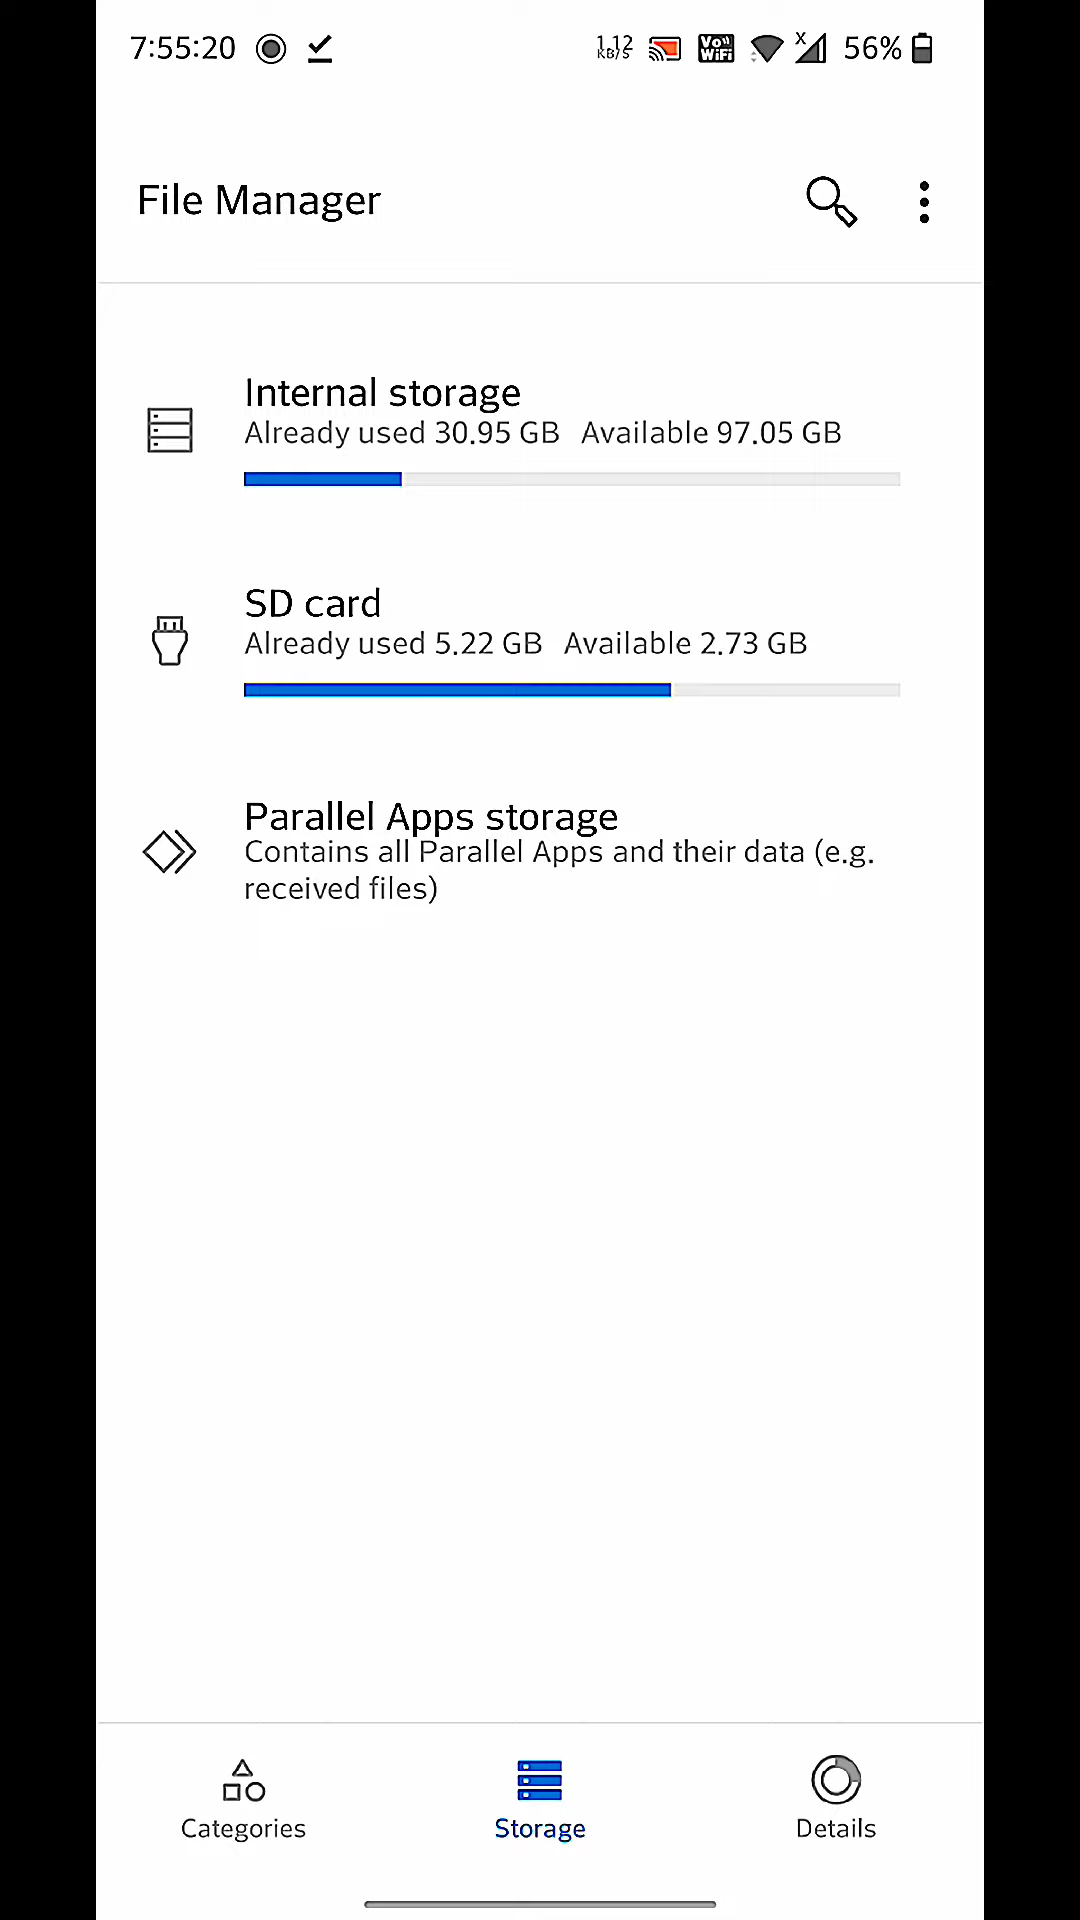 7:55:20 1.12 KB/S Vo WiFi X 56%
File Manager
Internal storage
Already used 30.95 GB Available 97.05 GB
SD card
Already used 5.22 GB Available 2.73 GB
Parallel Apps storage
Contains all Parallel Apps and their data (e.g.
received files)
Categories Storage Details